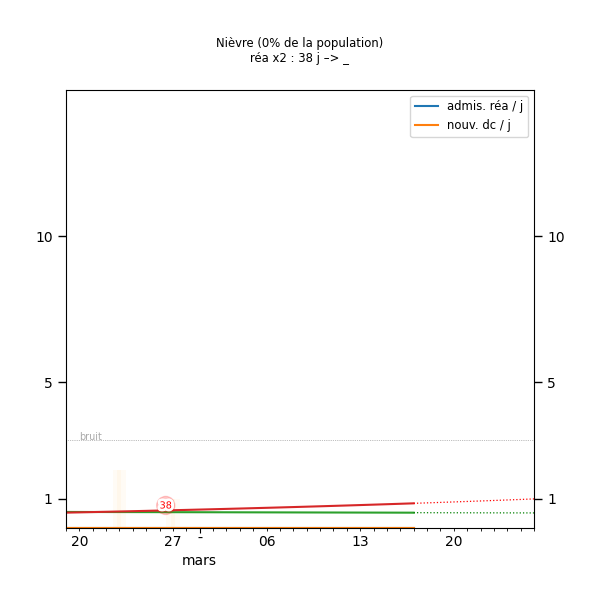 Nièvre (0% de la population)
réa x2 : 38 j –> _
admis. réa / j
nouv. dc / j
10 10
5 5
bruit
1 1
38
20 27 - 06 13 20
mars